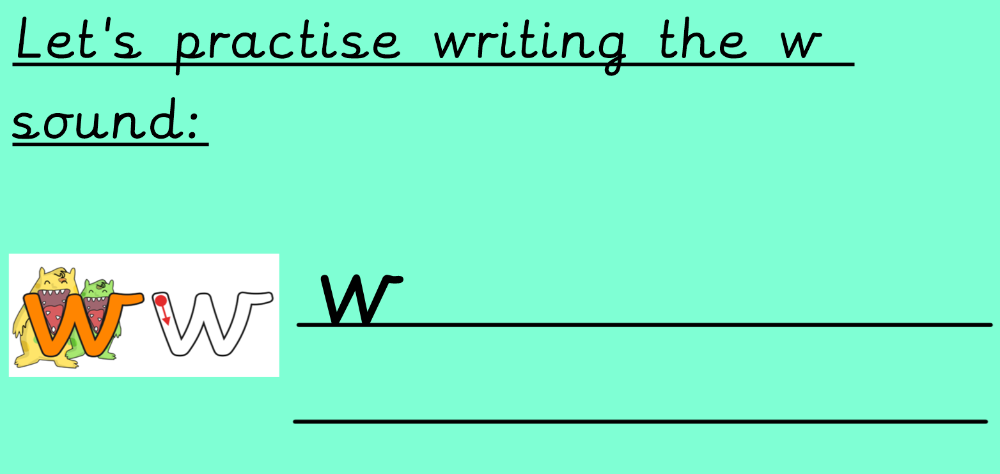 Let's practise writing the w
sound:
w w w